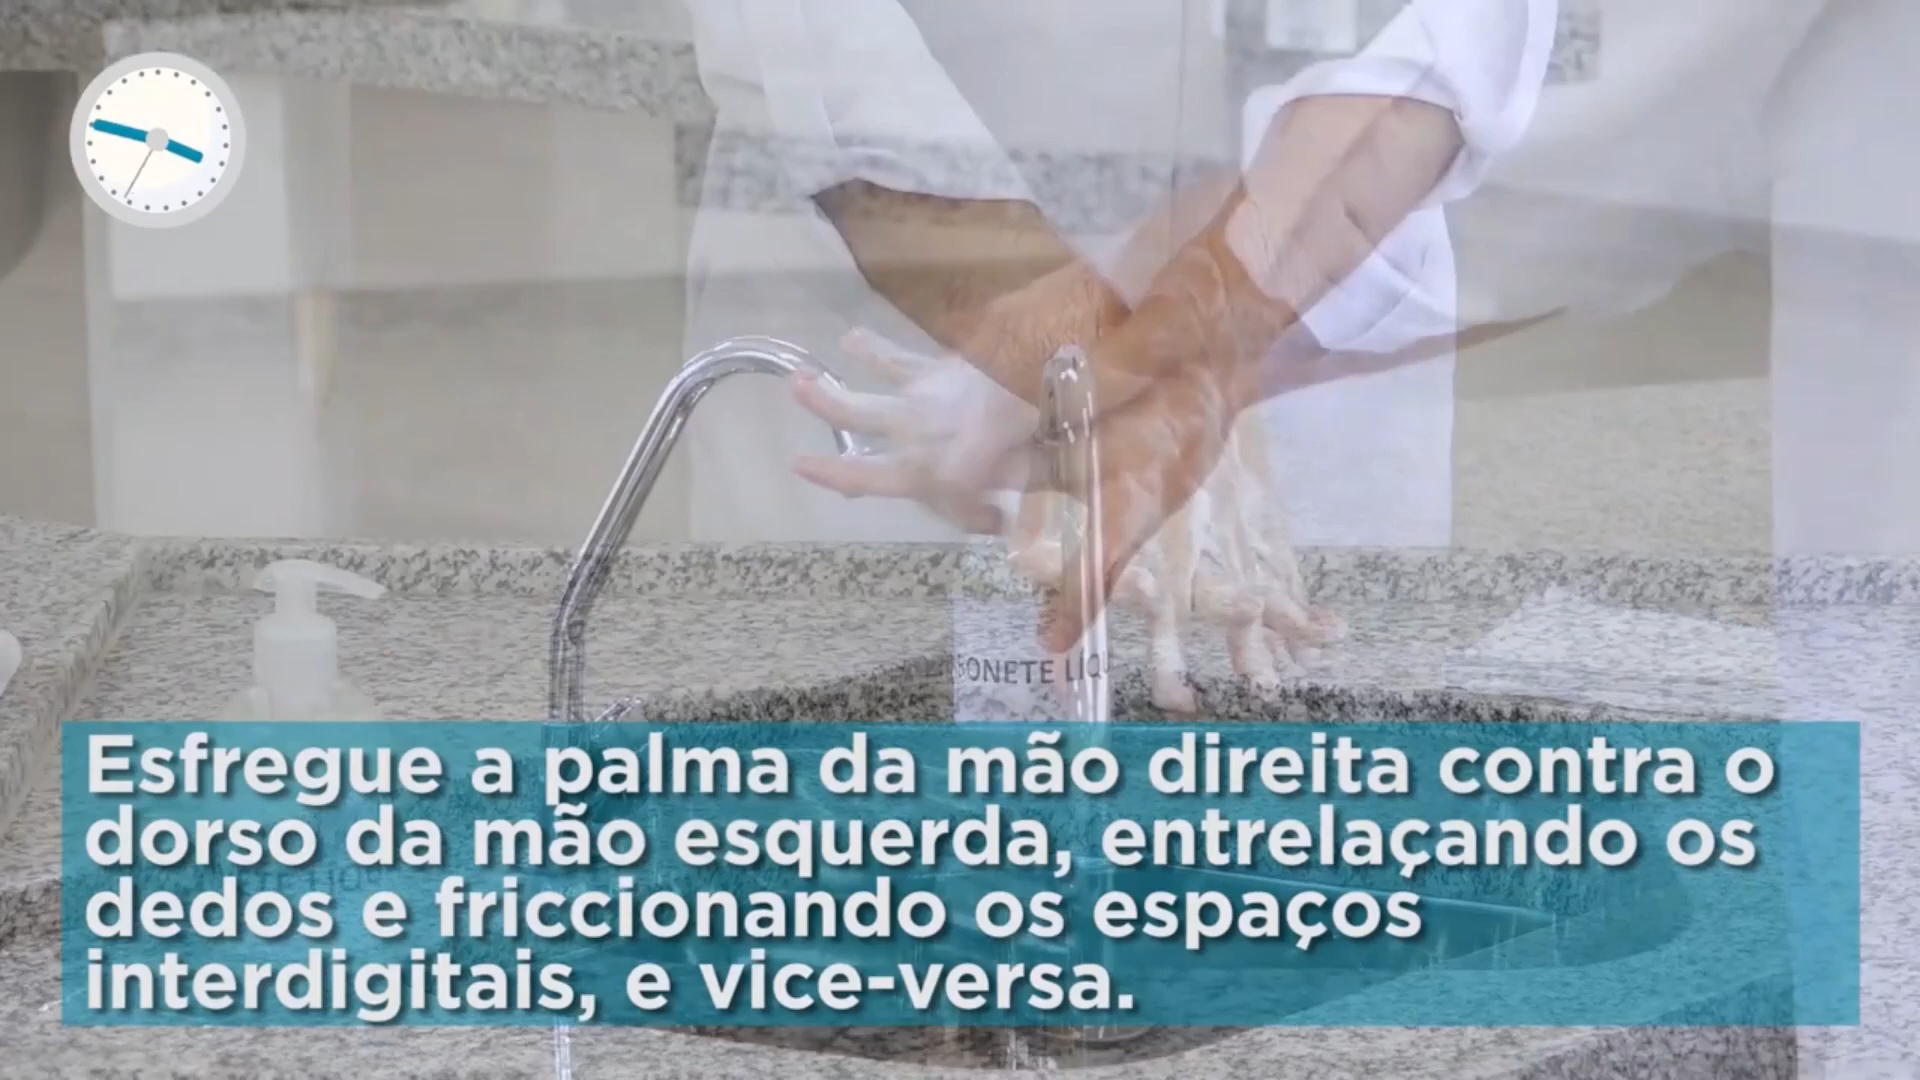 Esfregue a palma da mão direita contra o
dorso da mão esquerda, entrelaçando os
dedos e friccionando os espaços
interdigitais, e vice-versa.